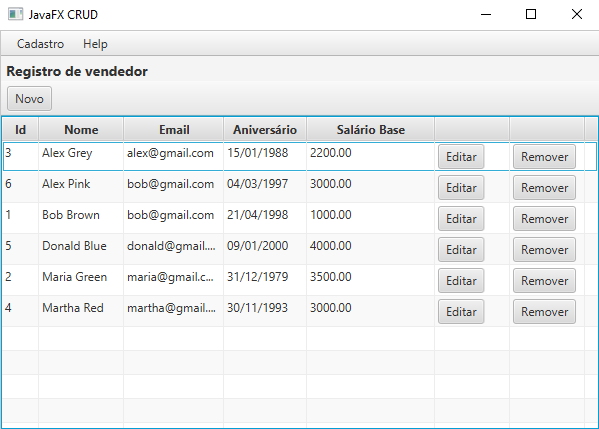 JavaFX CRUD
Cadastro Help
Registro de vendedor
Novo
Id Nome Email Aniversário Salário Base
3 Alex Grey alex@gmail.com 15/01/1988 2200.00 Editar Remover
6 Alex Pink bob@gmail.com 04/03/1997 3000.00 Editar Remover
1 Bob Brown bob@gmail.com 21/04/1998 1000.00 Editar Remover
5 Donald Blue donald@gmail.... 09/01/2000 4000.00 Editar Remover
2 Maria Green maria@gmail.c... 31/12/1979 3500.00 Editar Remover
4 Martha Red martha@gmail.... 30/11/1993 3000.00 Editar Remover